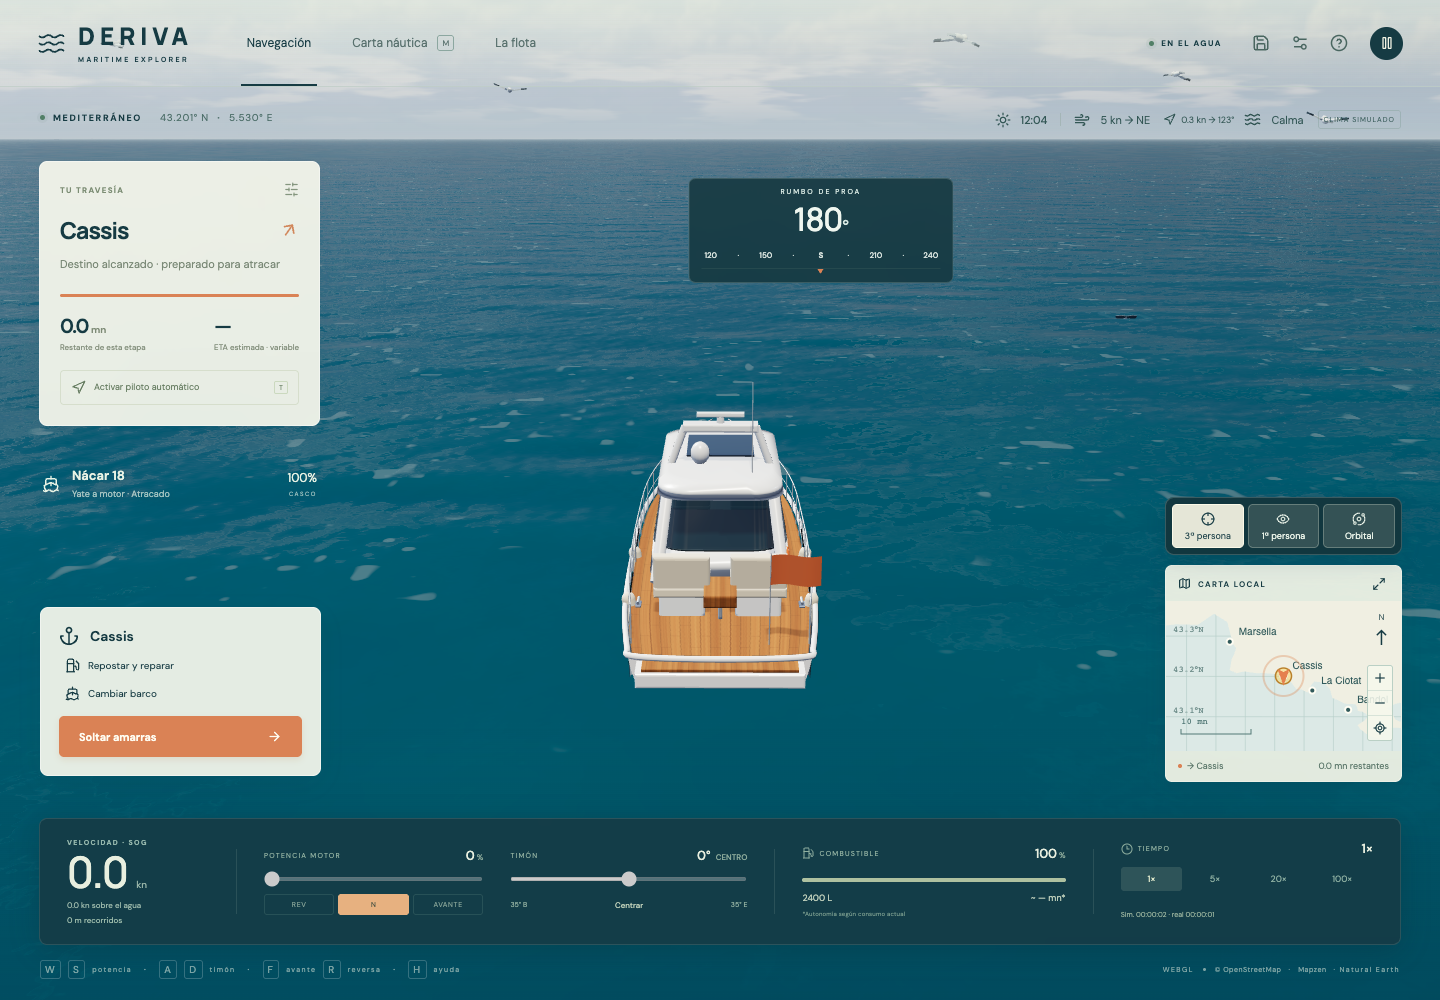 DERIVA
MARITIME EXPLORER
Navegación
Carta náutica M
La flota
EN EL AGUA
MEDITERRÁNEO 43.201° N · 5.530° E
12:04
5 kn → NE
0.3 kn → 123°
Calma
SIMULADO
TU TRAVESÍA
Cassis
Destino alcanzado · preparado para atracar
0.0 mn
Restante de esta etapa
—
ETA estimada · variable
Activar piloto automático T
RUMBO DE PROA
180°
120 · 150 · S · 210 · 240
Nácar 18
Yate a motor · Atracado
100%
CASCO
Cassis
Repostar y reparar
Cambiar barco
Soltar amarras →
3ª persona
1ª persona
Orbital
CARTA LOCAL
N
43.3°N
Marsella
43.2°N
Cassis
La Ciotat
43.1°N
10 mn
+
−
→ Cassis
0.0 mn restantes
VELOCIDAD · SOG
0.0 kn
0.0 kn sobre el agua
0 m recorridos
POTENCIA MOTOR 0 %
REV N AVANTE
TIMÓN 0° CENTRO
35° B Centrar 35° E
COMBUSTIBLE 100 %
2400 L ~ — mn*
*Autonomía según consumo actual
TIEMPO 1×
1× 5× 20× 100×
Sim. 00:00:02 · real 00:00:01
W S potencia · A D timón · F avante R reversa · H ayuda
WEBGL • © OpenStreetMap · Mapzen · Natural Earth